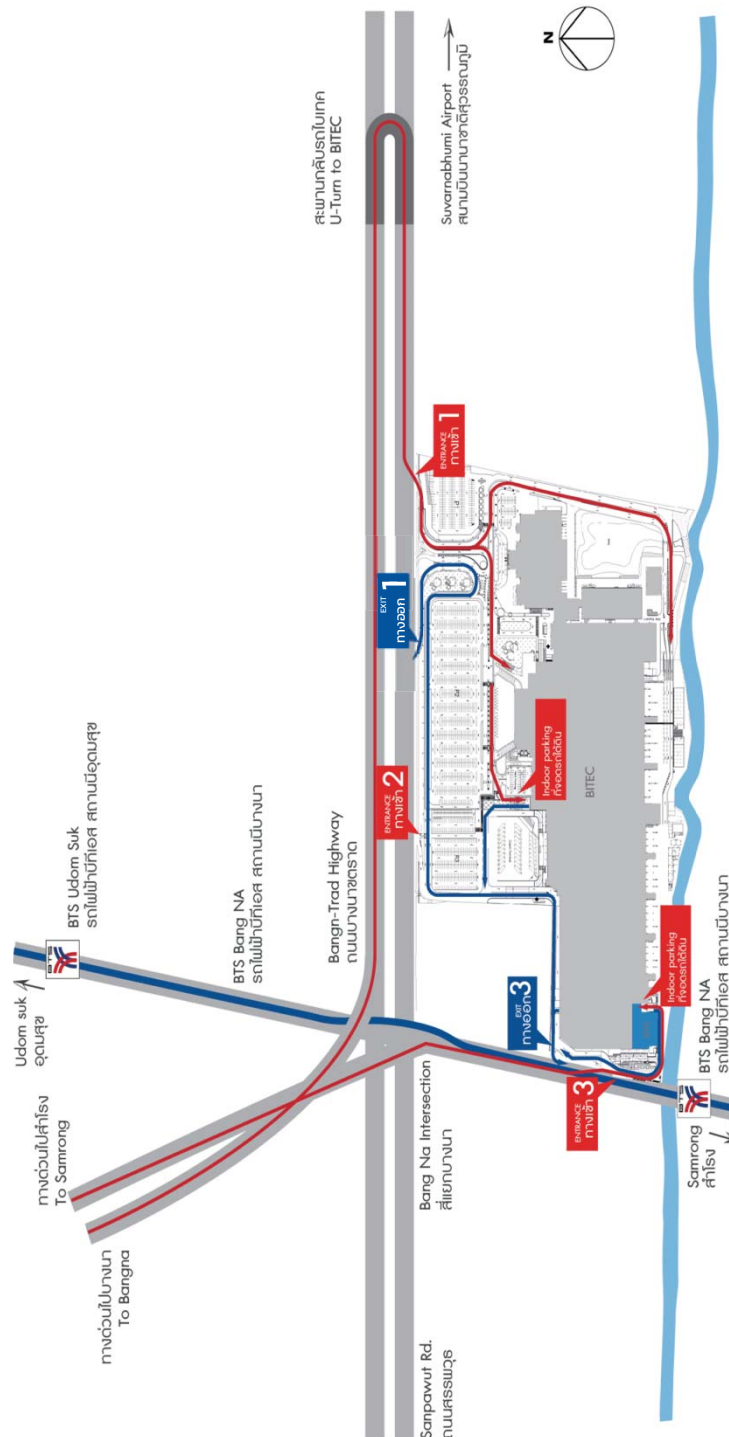 สะพานกลับรถไบเทค
U-Turn to BITEC
Suvarnabhumi Airport
สนามบินนานาชาติสุวรรณภูมิ
N
ENTRANCE
ทางเข้า 1
P1
EXIT
ทางออก 1
P2
ENTRANCE
ทางเข้า 2
P3
Indoor parking
ที่จอดรถใต้ดิน
BITEC
Bangn-Trad Highway
ถนนบางนาตราด
BTS Udom Suk
รถไฟฟ้าบีทีเอส สถานีอุดมสุข
BTS
Udom suk
อุดมสุข
BTS Bang NA
รถไฟฟ้าบีทีเอส สถานีบางนา
EXIT
ทางออก 3
Indoor parking
ที่จอดรถใต้ดิน
ENTRANCE
ทางเข้า 3
BTS Bang NA
รถไฟฟ้าบีทีเอส สถานีบางนา
BTS
Samrong
สำโรง
Bang Na Intersection
สี่แยกบางนา
ทางด่วนไปสำโรง
To Samrong
ทางด่วนไปบางนา
To Bangna
Sanpawut Rd.
ถนนสรรพาวุธ